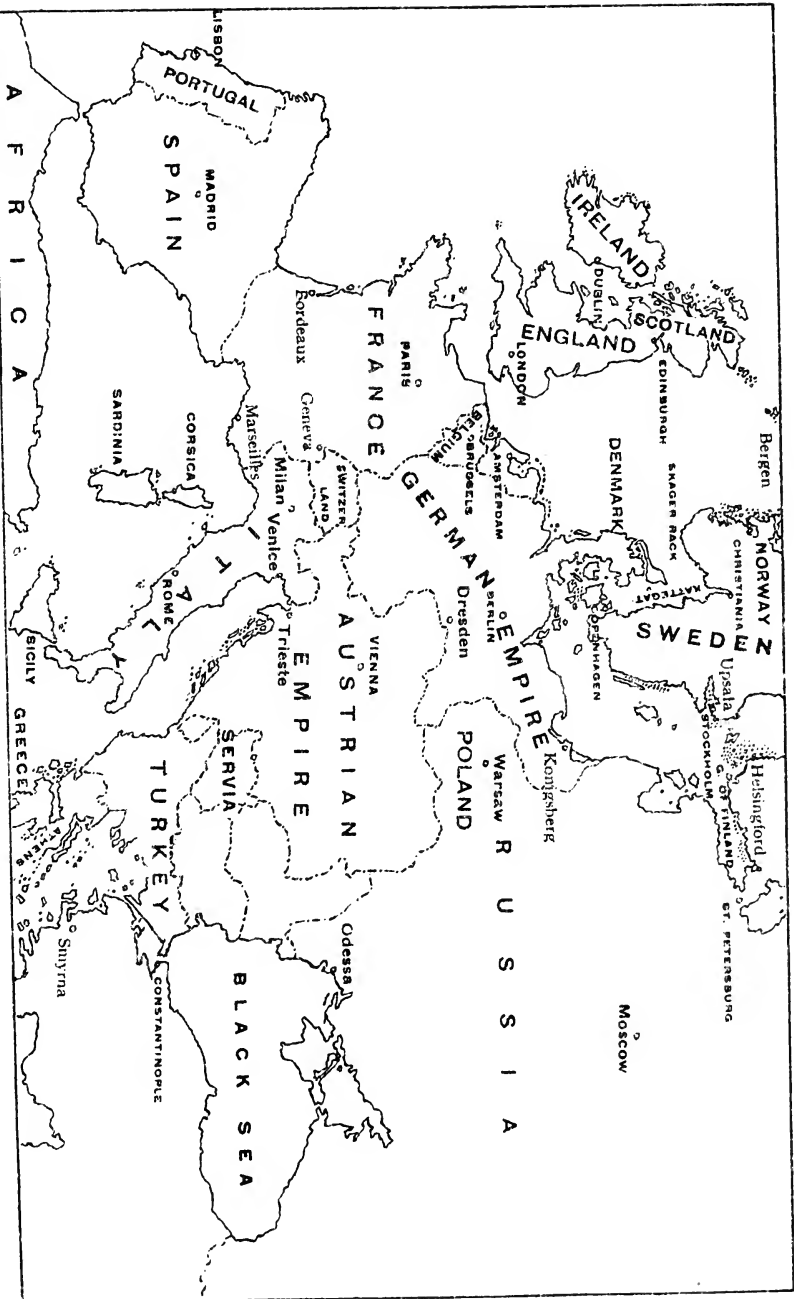 Bergen
NORWAY
CHRISTIANIA
SWEDEN
Upsala
STOCKHOLM
Helsingford
G. OF FINLAND
ST. PETERSBURG
SKAGER RACK
KATTEGAT
EDINBURGH
SCOTLAND
IRELAND
DUBLIN
ENGLAND
LONDON
DENMARK
COPENHAGEN
Konigsberg
MOSCOW
AMSTERDAM
BELGIUM
BRUSSELS
GERMAN EMPIRE
BERLIN
Dresden
Warsaw
POLAND
RUSSIA
PARIS
FRANCE
Bordeaux
Geneva
SWITZER
LAND
AUSTRIAN
EMPIRE
VIENNA
Odessa
Milan
Venice
Trieste
Marseilles
SERVIA
BLACK SEA
LISBON
PORTUGAL
MADRID
SPAIN
CORSICA
SARDINIA
ITALY
ROME
TURKEY
CONSTANTINOPLE
SICILY
GREECE
ATHENS
Smyrna
AFRICA